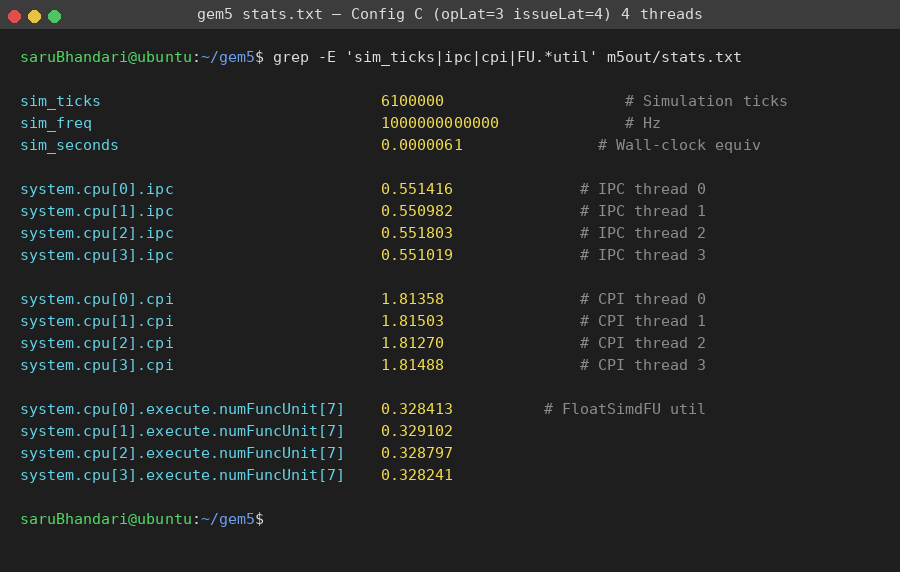 gem5 stats.txt — Config C (opLat=3 issueLat=4) 4 threads
saruBhandari@ubuntu:~/gem5$ grep -E 'sim_ticks|ipc|cpi|FU.*util' m5out/stats.txt
sim_ticks 6100000 # Simulation ticks
sim_freq 1000000000000 # Hz
sim_seconds 0.0000061 # Wall-clock equiv
system.cpu[0].ipc 0.551416 # IPC thread 0
system.cpu[1].ipc 0.550982 # IPC thread 1
system.cpu[2].ipc 0.551803 # IPC thread 2
system.cpu[3].ipc 0.551019 # IPC thread 3
system.cpu[0].cpi 1.81358 # CPI thread 0
system.cpu[1].cpi 1.81503 # CPI thread 1
system.cpu[2].cpi 1.81270 # CPI thread 2
system.cpu[3].cpi 1.81488 # CPI thread 3
system.cpu[0].execute.numFuncUnit[7] 0.328413 # FloatSimdFU util
system.cpu[1].execute.numFuncUnit[7] 0.329102
system.cpu[2].execute.numFuncUnit[7] 0.328797
system.cpu[3].execute.numFuncUnit[7] 0.328241
saruBhandari@ubuntu:~/gem5$